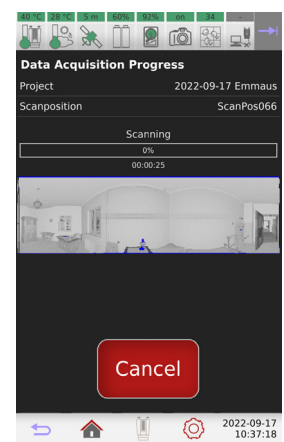 40 °C 28 °C 5 m 60% 92% on 34 -
Data Acquisition Progress
Project 2022-09-17 Emmaus
Scanposition ScanPos066
Scanning
0%
00:00:25
Cancel
2022-09-17
10:37:18